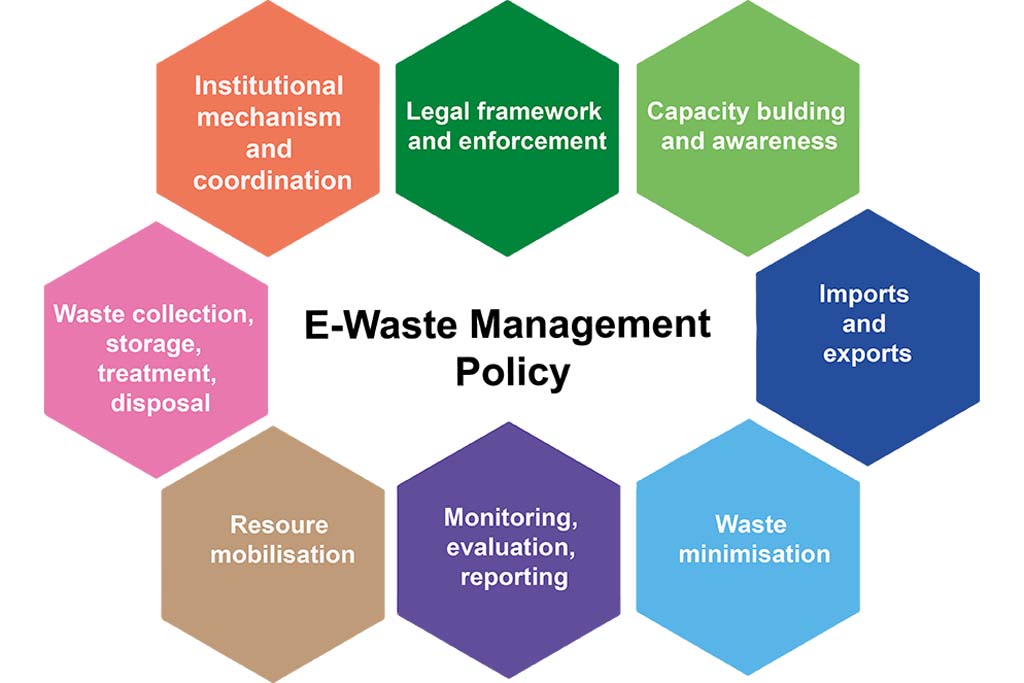 Institutional
mechanism
and
coordination
Legal framework
and enforcement
Capacity bulding
and awareness
Waste collection,
storage,
treatment,
disposal
E-Waste Management
Policy
Imports
and
exports
Resoure
mobilisation
Monitoring,
evaluation,
reporting
Waste
minimisation